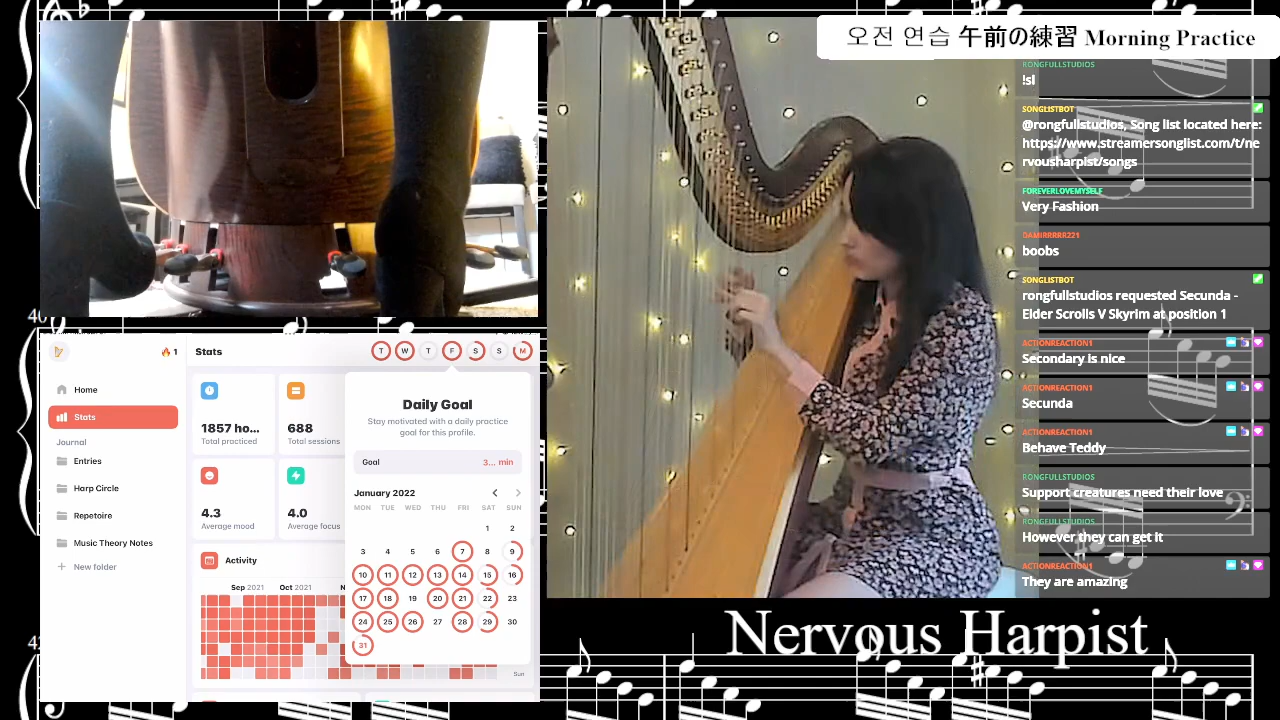 오전 연습 午前の練習 Morning Practice
RONGFULLSTUDIOS
!sl
SONGLISTBOT
@rongfullstudios, Song list located here:
https://www.streamersonglist.com/t/ne
rvousharpist/songs
FOREVERLOVEMYSELF
Very Fashion
DAMIRRRRR221
boobs
SONGLISTBOT
rongfullstudios requested Secunda -
Elder Scrolls V Skyrim at position 1
ACTIONREACTION1
Secondary is nice
ACTIONREACTION1
Secunda
ACTIONREACTION1
Behave Teddy
RONGFULLSTUDIOS
Support creatures need their love
RONGFULLSTUDIOS
However they can get it
ACTIONREACTION1
They are amazing
40
1
Home
Stats
Journal
Entries
Harp Circle
Repetoire
Music Theory Notes
New folder
Stats
T W T F S S M
1857 ho...
Total practiced
688
Total sessions
4.3
Average mood
4.0
Average focus
Activity
Sep 2021 Oct 2021 N
Sun
Daily Goal
Stay motivated with a daily practice
goal for this profile.
Goal 3... min
January 2022
MON TUE WED THU FRI SAT SUN
1 2
3 4 5 6 7 8 9
10 11 12 13 14 15 16
17 18 19 20 21 22 23
24 25 26 27 28 29 30
31
Nervous Harpist